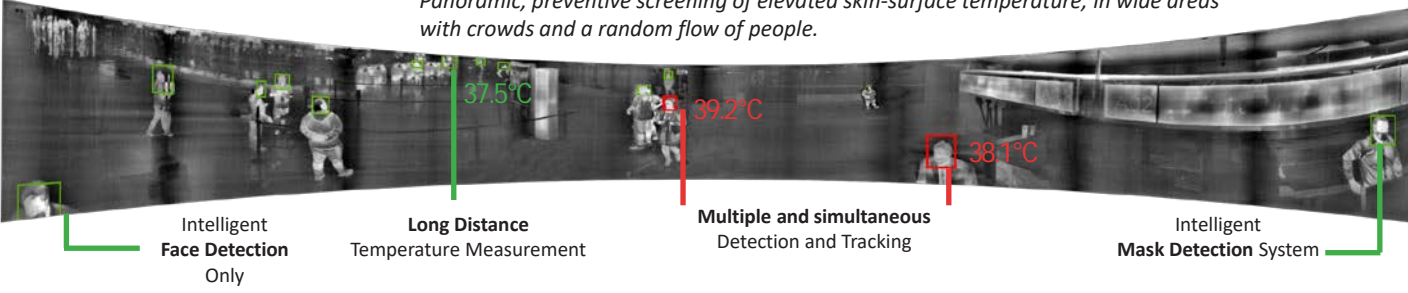 Panoramic, preventive screening of elevated skin-surface temperature, in wide areas
with crowds and a random flow of people.
37.5°C
39.2°C
38.1°C
Intelligent
Face Detection
Only
Long Distance
Temperature Measurement
Multiple and simultaneous
Detection and Tracking
Intelligent
Mask Detection System